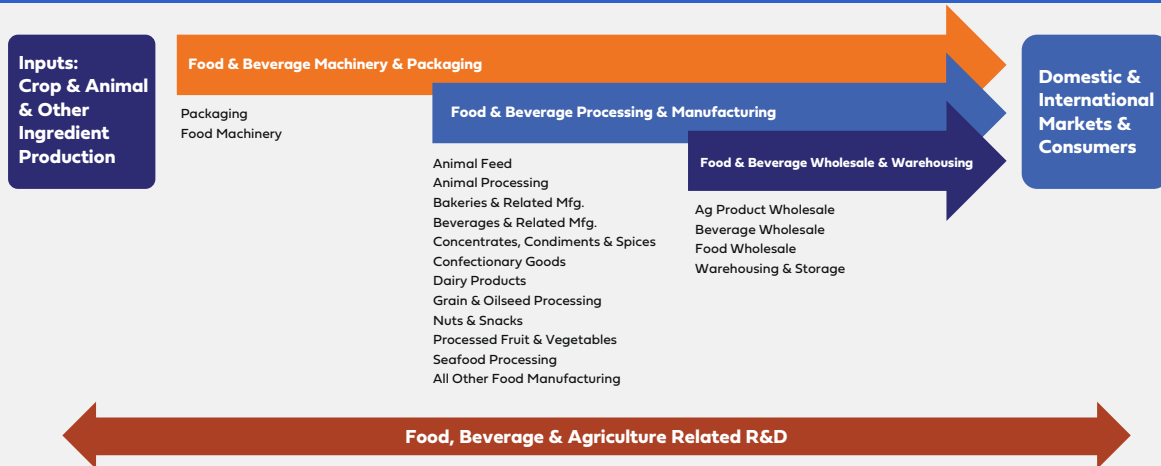 Inputs:
Crop & Animal
& Other
Ingredient
Production
Food & Beverage Machinery & Packaging
Packaging
Food Machinery
Food & Beverage Processing & Manufacturing
Animal Feed
Animal Processing
Bakeries & Related Mfg.
Beverages & Related Mfg.
Concentrates, Condiments & Spices
Confectionary Goods
Dairy Products
Grain & Oilseed Processing
Nuts & Snacks
Processed Fruit & Vegetables
Seafood Processing
All Other Food Manufacturing
Food & Beverage Wholesale & Warehousing
Ag Product Wholesale
Beverage Wholesale
Food Wholesale
Warehousing & Storage
Domestic &
International
Markets &
Consumers
Food, Beverage & Agriculture Related R&D